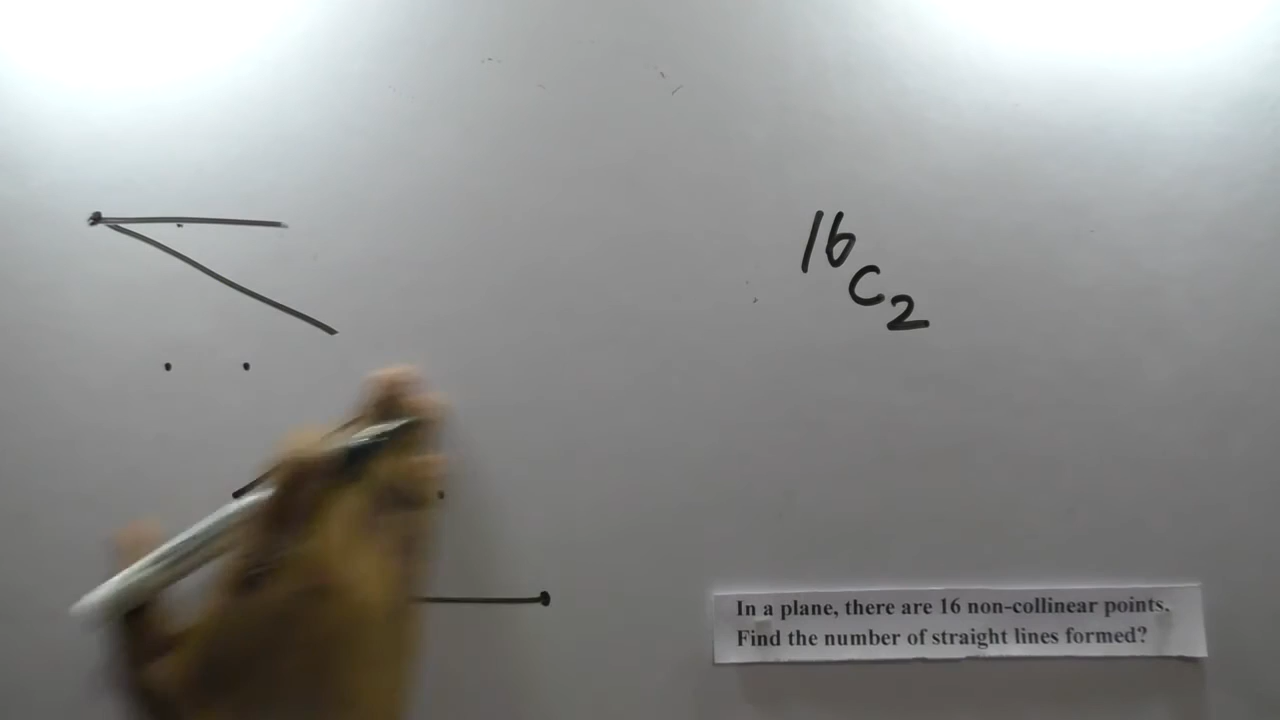 16C2
In a plane, there are 16 non-collinear points.
Find the number of straight lines formed?